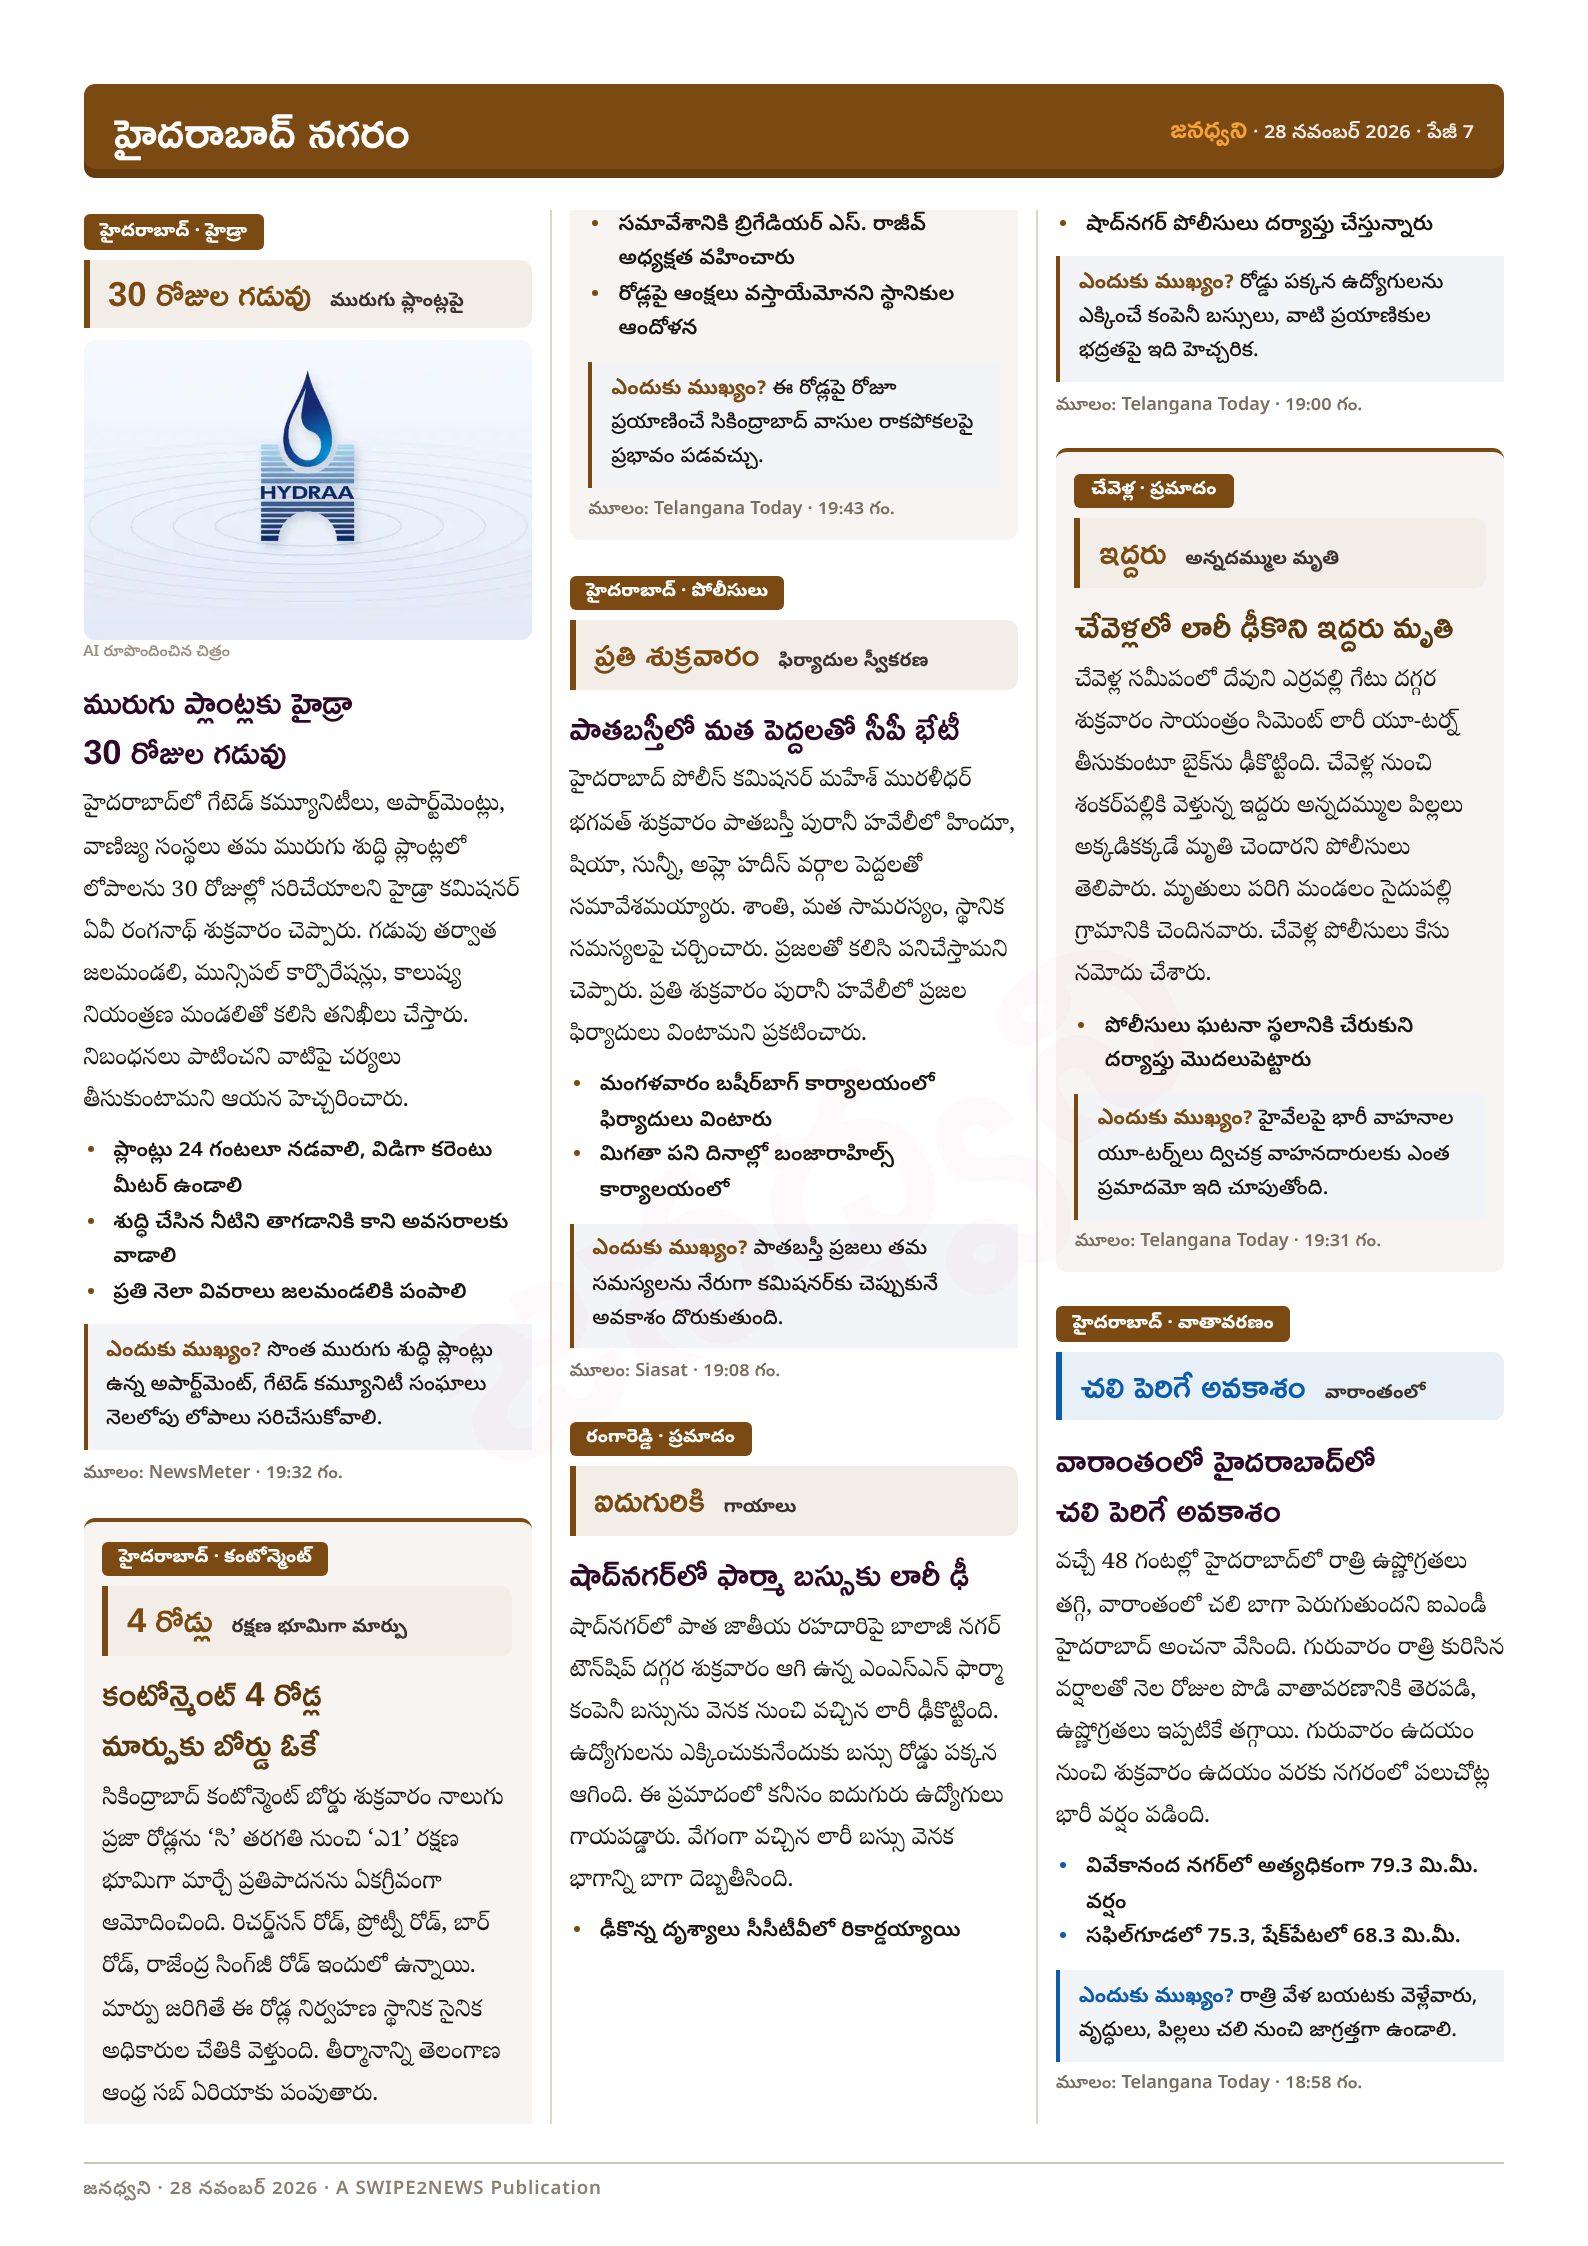 హైదరాబాద్ నగరం
జనధ్వని · 28 నవంబర్ 2026 · పేజీ 7
హైదరాబాద్ · హైడ్రా
30 రోజుల గడువు మురుగు ప్లాంట్లపై
HYDRAA
AI రూపొందించిన చిత్రం
మురుగు ప్లాంట్లకు హైడ్రా
30 రోజుల గడువు
హైదరాబాద్‌లో గేటెడ్ కమ్యూనిటీలు, అపార్ట్‌మెంట్లు,
వాణిజ్య సంస్థలు తమ మురుగు శుద్ధి ప్లాంట్లలో
లోపాలను 30 రోజుల్లో సరిచేయాలని హైడ్రా కమిషనర్
ఏవీ రంగనాథ్ శుక్రవారం చెప్పారు. గడువు తర్వాత
జలమండలి, మున్సిపల్ కార్పొరేషన్లు, కాలుష్య
నియంత్రణ మండలితో కలిసి తనిఖీలు చేస్తారు.
నిబంధనలు పాటించని వాటిపై చర్యలు
తీసుకుంటామని ఆయన హెచ్చరించారు.
• ప్లాంట్లు 24 గంటలూ నడవాలి, విడిగా కరెంటు
మీటర్ ఉండాలి
• శుద్ధి చేసిన నీటిని తాగడానికి కాని అవసరాలకు
వాడాలి
• ప్రతి నెలా వివరాలు జలమండలికి పంపాలి
ఎందుకు ముఖ్యం? సొంత మురుగు శుద్ధి ప్లాంట్లు
ఉన్న అపార్ట్‌మెంట్, గేటెడ్ కమ్యూనిటీ సంఘాలు
నెలలోపు లోపాలు సరిచేసుకోవాలి.
మూలం: NewsMeter · 19:32 గం.
హైదరాబాద్ · కంటోన్మెంట్
4 రోడ్లు రక్షణ భూమిగా మార్పు
కంటోన్మెంట్ 4 రోడ్ల
మార్పుకు బోర్డు ఓకే
సికింద్రాబాద్ కంటోన్మెంట్ బోర్డు శుక్రవారం నాలుగు
ప్రజా రోడ్లను ‘సి’ తరగతి నుంచి ‘ఎ1’ రక్షణ
భూమిగా మార్చే ప్రతిపాదనను ఏకగ్రీవంగా
ఆమోదించింది. రిచర్డ్‌సన్ రోడ్, ప్రోట్నీ రోడ్, బార్
రోడ్, రాజేంద్ర సింగ్‌జీ రోడ్ ఇందులో ఉన్నాయి.
మార్పు జరిగితే ఈ రోడ్ల నిర్వహణ స్థానిక సైనిక
అధికారుల చేతికి వెళ్తుంది. తీర్మానాన్ని తెలంగాణ
ఆంధ్ర సబ్ ఏరియాకు పంపుతారు.
• సమావేశానికి బ్రిగేడియర్ ఎస్. రాజీవ్
అధ్యక్షత వహించారు
• రోడ్లపై ఆంక్షలు వస్తాయేమోనని స్థానికుల
ఆందోళన
ఎందుకు ముఖ్యం? ఈ రోడ్లపై రోజూ
ప్రయాణించే సికింద్రాబాద్ వాసుల రాకపోకలపై
ప్రభావం పడవచ్చు.
మూలం: Telangana Today · 19:43 గం.
హైదరాబాద్ · పోలీసులు
ప్రతి శుక్రవారం ఫిర్యాదుల స్వీకరణ
పాతబస్తీలో మత పెద్దలతో సీపీ భేటీ
హైదరాబాద్ పోలీస్ కమిషనర్ మహేశ్ మురళీధర్
భగవత్ శుక్రవారం పాతబస్తీ పురానీ హవేలీలో హిందూ,
షియా, సున్నీ, అహ్లె హదీస్ వర్గాల పెద్దలతో
సమావేశమయ్యారు. శాంతి, మత సామరస్యం, స్థానిక
సమస్యలపై చర్చించారు. ప్రజలతో కలిసి పనిచేస్తామని
చెప్పారు. ప్రతి శుక్రవారం పురానీ హవేలీలో ప్రజల
ఫిర్యాదులు వింటామని ప్రకటించారు.
• మంగళవారం బషీర్‌బాగ్ కార్యాలయంలో
ఫిర్యాదులు వింటారు
• మిగతా పని దినాల్లో బంజారాహిల్స్
కార్యాలయంలో
ఎందుకు ముఖ్యం? పాతబస్తీ ప్రజలు తమ
సమస్యలను నేరుగా కమిషనర్‌కు చెప్పుకునే
అవకాశం దొరుకుతుంది.
మూలం: Siasat · 19:08 గం.
రంగారెడ్డి · ప్రమాదం
ఐదుగురికి గాయాలు
షాద్‌నగర్‌లో ఫార్మా బస్సుకు లారీ ఢీ
షాద్‌నగర్‌లో పాత జాతీయ రహదారిపై బాలాజీ నగర్
టౌన్‌షిప్ దగ్గర శుక్రవారం ఆగి ఉన్న ఎంఎస్‌ఎన్ ఫార్మా
కంపెనీ బస్సును వెనక నుంచి వచ్చిన లారీ ఢీకొట్టింది.
ఉద్యోగులను ఎక్కించుకునేందుకు బస్సు రోడ్డు పక్కన
ఆగింది. ఈ ప్రమాదంలో కనీసం ఐదుగురు ఉద్యోగులు
గాయపడ్డారు. వేగంగా వచ్చిన లారీ బస్సు వెనక
భాగాన్ని బాగా దెబ్బతీసింది.
• ఢీకొన్న దృశ్యాలు సీసీటీవీలో రికార్డయ్యాయి
• షాద్‌నగర్ పోలీసులు దర్యాప్తు చేస్తున్నారు
ఎందుకు ముఖ్యం? రోడ్డు పక్కన ఉద్యోగులను
ఎక్కించే కంపెనీ బస్సులు, వాటి ప్రయాణికుల
భద్రతపై ఇది హెచ్చరిక.
మూలం: Telangana Today · 19:00 గం.
చేవెళ్ల · ప్రమాదం
ఇద్దరు అన్నదమ్ముల మృతి
చేవెళ్లలో లారీ ఢీకొని ఇద్దరు మృతి
చేవెళ్ల సమీపంలో దేవుని ఎర్రవల్లి గేటు దగ్గర
శుక్రవారం సాయంత్రం సిమెంట్ లారీ యూ-టర్న్
తీసుకుంటూ బైక్‌ను ఢీకొట్టింది. చేవెళ్ల నుంచి
శంకర్‌పల్లికి వెళ్తున్న ఇద్దరు అన్నదమ్ముల పిల్లలు
అక్కడికక్కడే మృతి చెందారని పోలీసులు
తెలిపారు. మృతులు పరిగి మండలం సైదుపల్లి
గ్రామానికి చెందినవారు. చేవెళ్ల పోలీసులు కేసు
నమోదు చేశారు.
• పోలీసులు ఘటనా స్థలానికి చేరుకుని
దర్యాప్తు మొదలుపెట్టారు
ఎందుకు ముఖ్యం? హైవేలపై భారీ వాహనాల
యూ-టర్న్‌లు ద్విచక్ర వాహనదారులకు ఎంత
ప్రమాదమో ఇది చూపుతోంది.
మూలం: Telangana Today · 19:31 గం.
హైదరాబాద్ · వాతావరణం
చలి పెరిగే అవకాశం వారాంతంలో
వారాంతంలో హైదరాబాద్‌లో
చలి పెరిగే అవకాశం
వచ్చే 48 గంటల్లో హైదరాబాద్‌లో రాత్రి ఉష్ణోగ్రతలు
తగ్గి, వారాంతంలో చలి బాగా పెరుగుతుందని ఐఎండీ
హైదరాబాద్ అంచనా వేసింది. గురువారం రాత్రి కురిసిన
వర్షాలతో నెల రోజుల పొడి వాతావరణానికి తెరపడి,
ఉష్ణోగ్రతలు ఇప్పటికే తగ్గాయి. గురువారం ఉదయం
నుంచి శుక్రవారం ఉదయం వరకు నగరంలో పలుచోట్ల
భారీ వర్షం పడింది.
• వివేకానంద నగర్‌లో అత్యధికంగా 79.3 మి.మీ.
వర్షం
• సఫిల్‌గూడలో 75.3, షేక్‌పేటలో 68.3 మి.మీ.
ఎందుకు ముఖ్యం? రాత్రి వేళ బయటకు వెళ్లేవారు,
వృద్ధులు, పిల్లలు చలి నుంచి జాగ్రత్తగా ఉండాలి.
మూలం: Telangana Today · 18:58 గం.
జనధ్వని
జనధ్వని · 28 నవంబర్ 2026 · A SWIPE2NEWS Publication